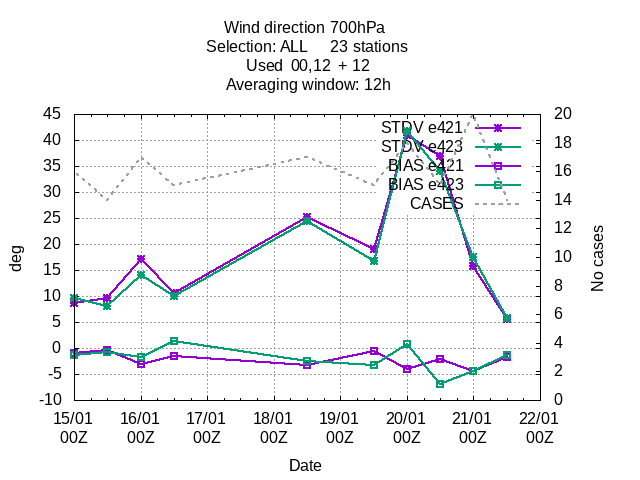 Wind direction 700hPa
Selection: ALL 23 stations
Used 00,12 + 12
Averaging window: 12h
45
40
35
30
25
20
15
10
5
0
-5
-10
deg
20
18
16
14
12
10
8
6
4
2
0
No cases
STDV e421
STDV e423
BIAS e421
BIAS e423
CASES
15/01 16/01 17/01 18/01 19/01 20/01 21/01 22/01
00Z 00Z 00Z 00Z 00Z 00Z 00Z 00Z
Date